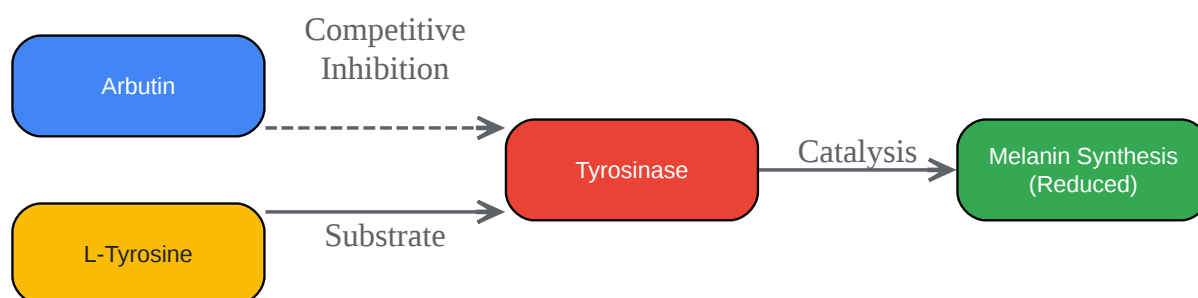 Competitive
Inhibition
Arbutin
Tyrosinase
Catalysis
Melanin Synthesis
(Reduced)
L-Tyrosine
Substrate